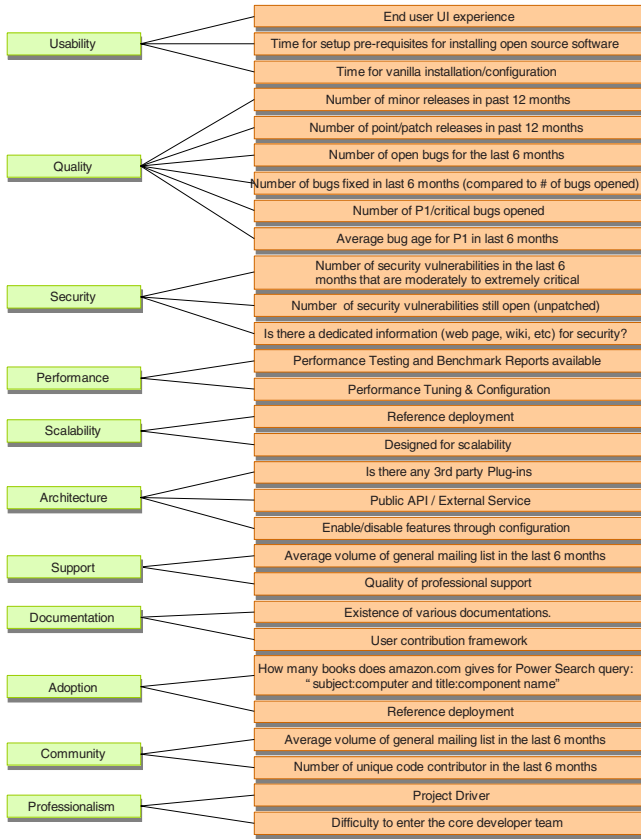 Usability
End user UI experience
Time for setup pre-requisites for installing open source software
Time for vanilla installation/configuration
Quality
Number of minor releases in past 12 months
Number of point/patch releases in past 12 months
Number of open bugs for the last 6 months
Number of bugs fixed in last 6 months (compared to # of bugs opened)
Number of P1/critical bugs opened
Average bug age for P1 in last 6 months
Security
Number of security vulnerabilities in the last 6
months that are moderately to extremely critical
Number of security vulnerabilities still open (unpatched)
Is there a dedicated information (web page, wiki, etc) for security?
Performance
Performance Testing and Benchmark Reports available
Performance Tuning & Configuration
Scalability
Reference deployment
Designed for scalability
Architecture
Is there any 3rd party Plug-ins
Public API / External Service
Enable/disable features through configuration
Support
Average volume of general mailing list in the last 6 months
Quality of professional support
Documentation
Existence of various documentations.
User contribution framework
Adoption
How many books does amazon.com gives for Power Search query:
“ subject:computer and title:component name”
Reference deployment
Community
Average volume of general mailing list in the last 6 months
Number of unique code contributor in the last 6 months
Professionalism
Project Driver
Difficulty to enter the core developer team